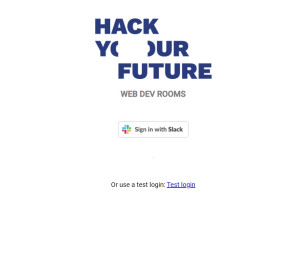 HACK
YOUR
FUTURE
WEB DEV ROOMS
Sign in with Slack
Or use a test login: Test login